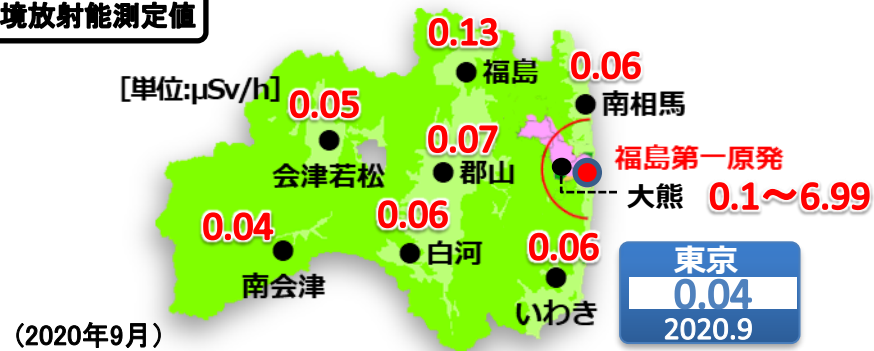 境放射能測定値
[単位:μSv/h]
0.13
福島
0.06
南相馬
0.05
会津若松
0.07
郡山
福島第一原発
大熊 0.1～6.99
0.04
南会津
0.06
白河
0.06
いわき
東京
0.04
2020.9
（2020年9月）